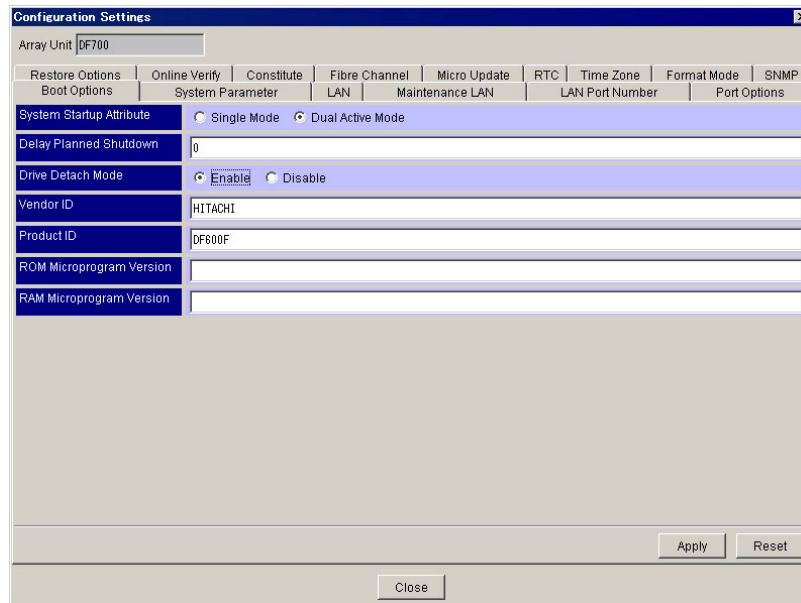 Configuration Settings
Array Unit DF700
Restore Options Online Verify Constitute Fibre Channel Micro Update RTC Time Zone Format Mode SNMP
Boot Options System Parameter LAN Maintenance LAN LAN Port Number Port Options
System Startup Attribute Single Mode Dual Active Mode
Delay Planned Shutdown 0
Drive Detach Mode Enable Disable
Vendor ID HITACHI
Product ID DF600F
ROM Microprogram Version
RAM Microprogram Version
Apply Reset
Close